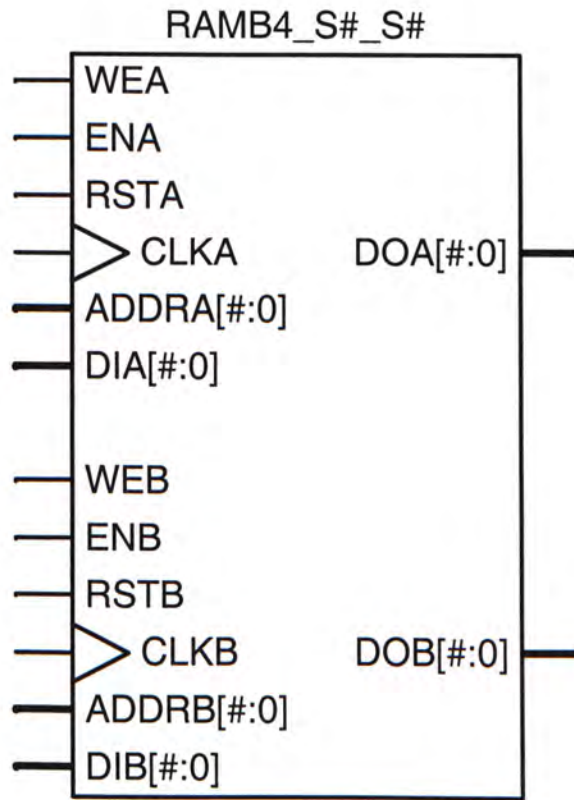 RAMB4_S#_S#
WEA
ENA
RSTA
CLKA DOA[#:0]
ADDRA[#:0]
DIA[#:0]
WEB
ENB
RSTB
CLKB DOB[#:0]
ADDRB[#:0]
DIB[#:0]